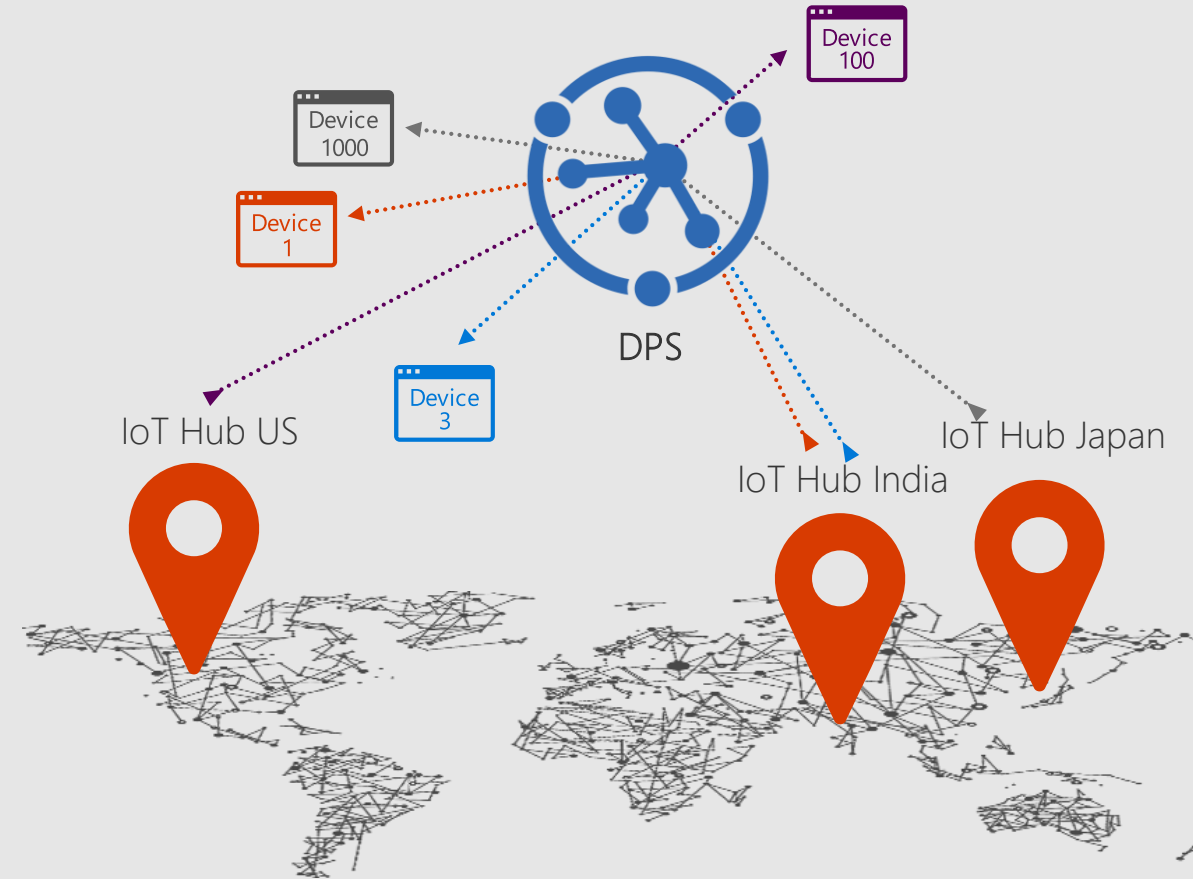 Device
100
Device
1000
Device
1
DPS
Device
3
IoT Hub US
IoT Hub Japan
IoT Hub India